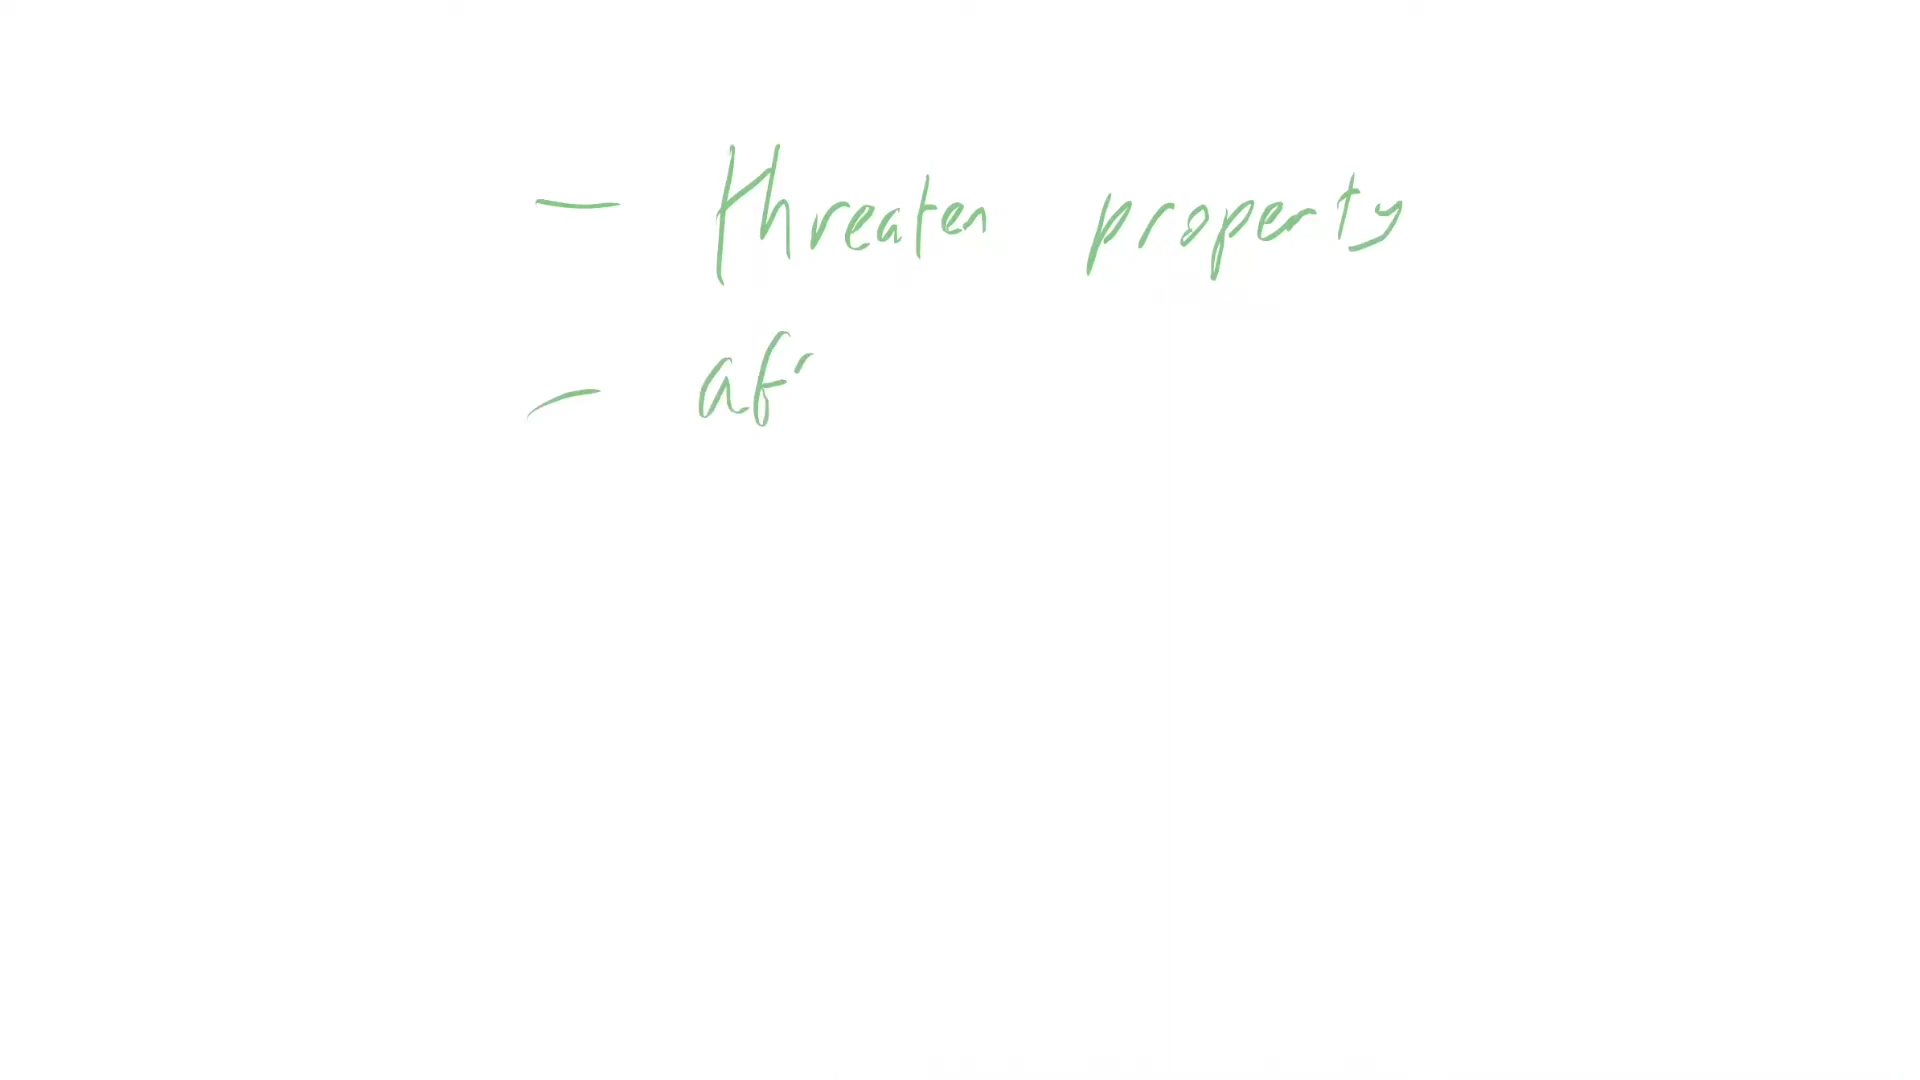 - threaten property
- af